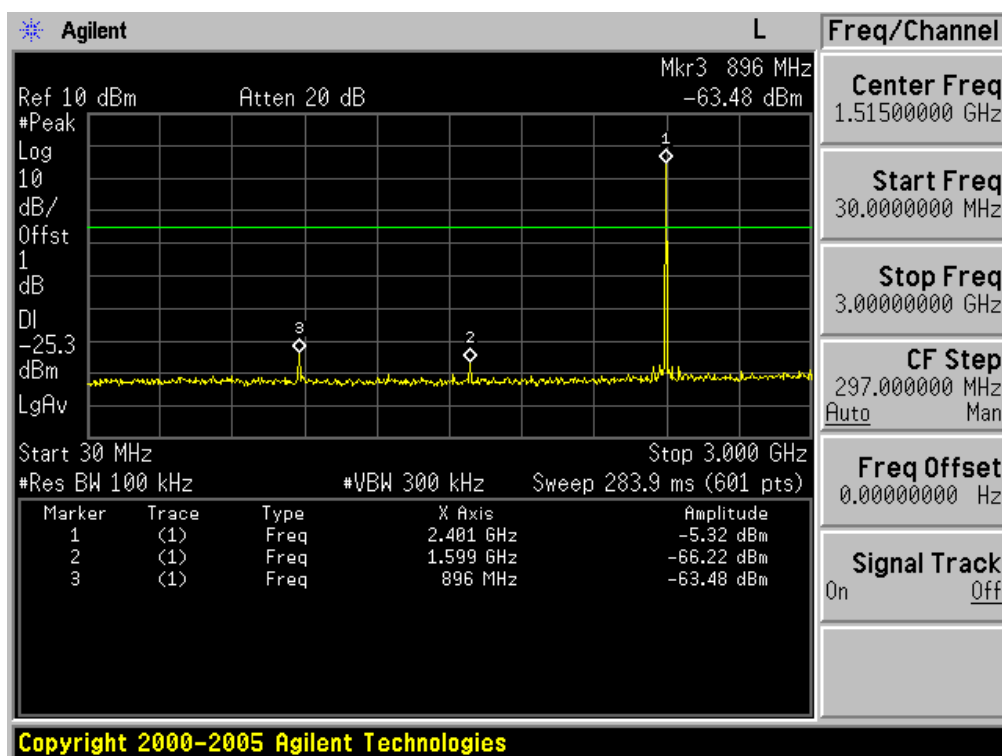 Agilent L
Mkr3 896 MHz
Ref 10 dBm Atten 20 dB -63.48 dBm
#Peak
Log
10
dB/
Offst
1
dB
DI
-25.3
dBm
LgAv
1
3
2
Start 30 MHz Stop 3.000 GHz
#Res BW 100 kHz #VBW 300 kHz Sweep 283.9 ms (601 pts)
Marker Trace Type X Axis Amplitude
1 (1) Freq 2.401 GHz -5.32 dBm
2 (1) Freq 1.599 GHz -66.22 dBm
3 (1) Freq 896 MHz -63.48 dBm
Freq/Channel
Center Freq
1.51500000 GHz
Start Freq
30.0000000 MHz
Stop Freq
3.00000000 GHz
CF Step
297.000000 MHz
Auto Man
Freq Offset
0.00000000 Hz
Signal Track
On Off
Copyright 2000-2005 Agilent Technologies